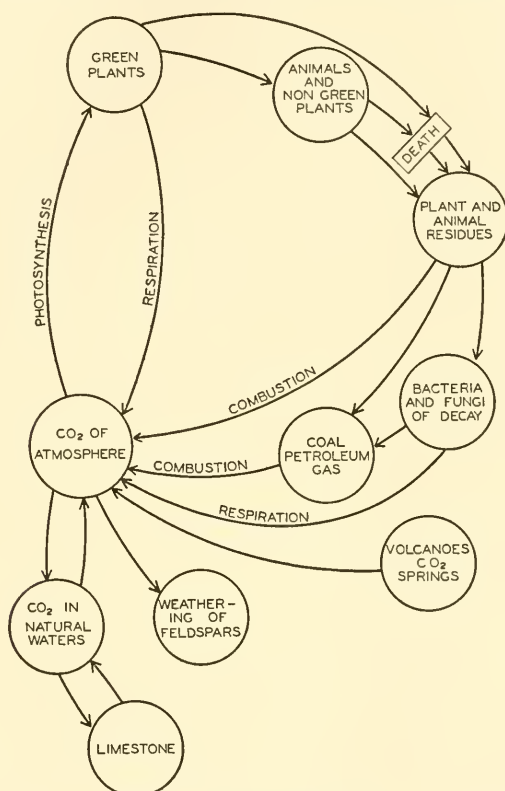 GREEN
PLANTS
ANIMALS
AND
NON GREEN
PLANTS
DEATH
PLANT AND
ANIMAL
RESIDUES
PHOTOSYNTHESIS
RESPIRATION
COMBUSTION
BACTERIA
AND FUNGI
OF DECAY
CO₂ OF
ATMOSPHERE
COAL
PETROLEUM
GAS
COMBUSTION
RESPIRATION
VOLCANOES
CO₂
SPRINGS
CO₂ IN
NATURAL
WATERS
WEATHER-
ING OF
FELDSPARS
LIMESTONE